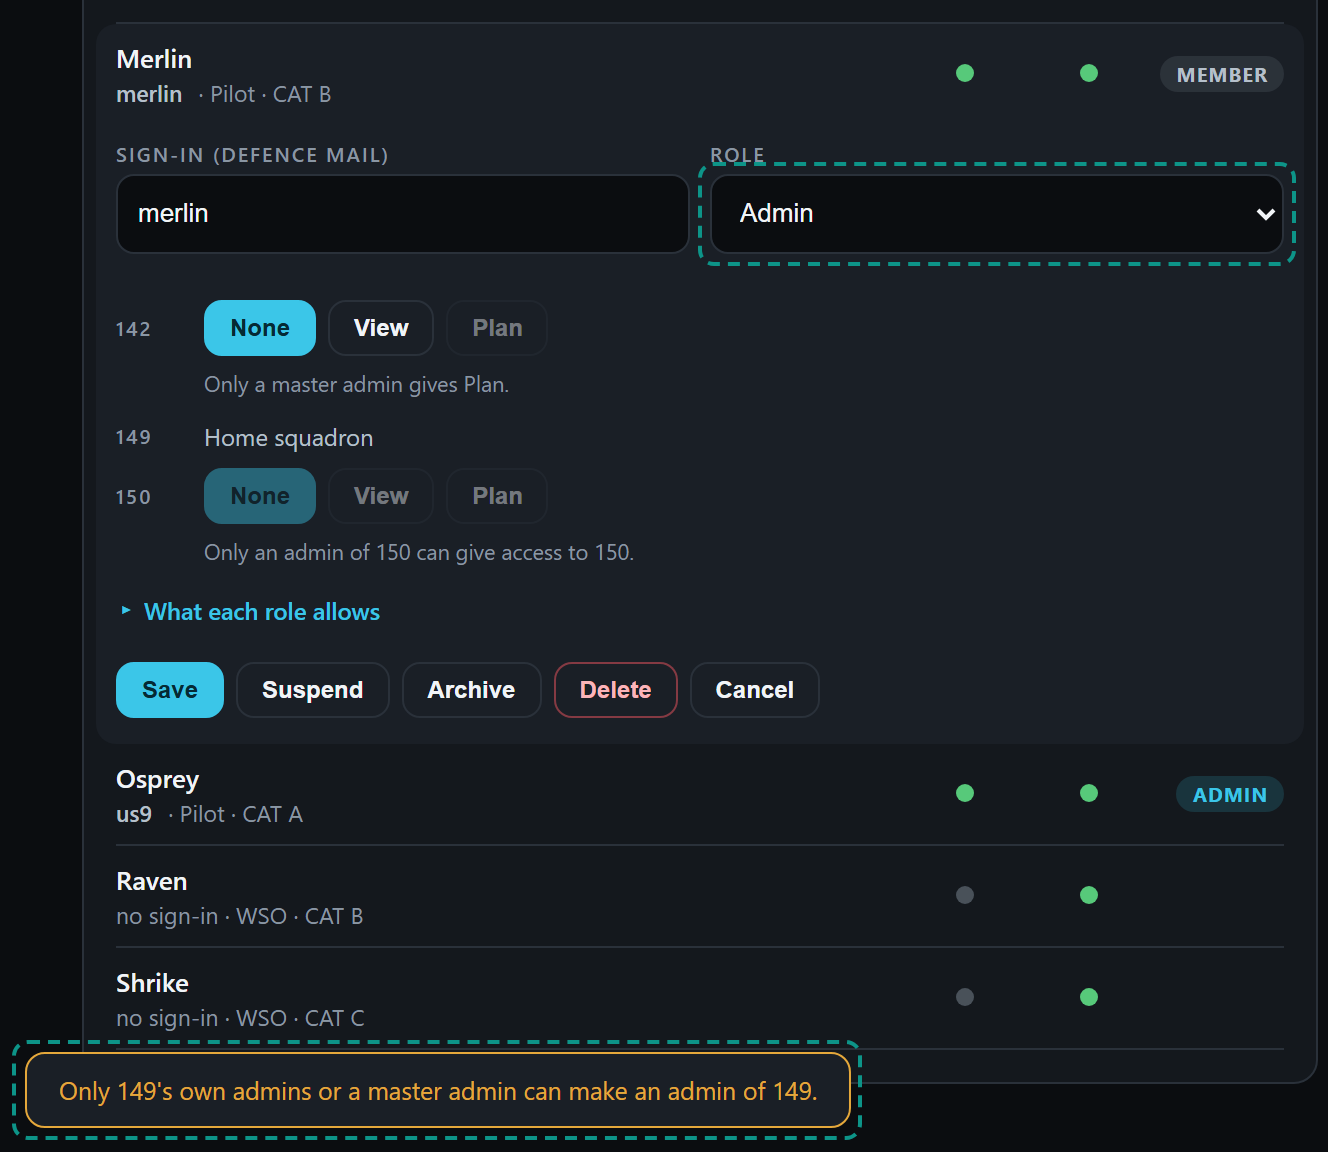 Merlin
merlin · Pilot · CAT B
MEMBER
SIGN-IN (DEFENCE MAIL)
ROLE
merlin
Admin
142
None
View
Plan
Only a master admin gives Plan.
149
Home squadron
150
None
View
Plan
Only an admin of 150 can give access to 150.
What each role allows
Save
Suspend
Archive
Delete
Cancel
Osprey
us9 · Pilot · CAT A
ADMIN
Raven
no sign-in · WSO · CAT B
Shrike
no sign-in · WSO · CAT C
Only 149's own admins or a master admin can make an admin of 149.